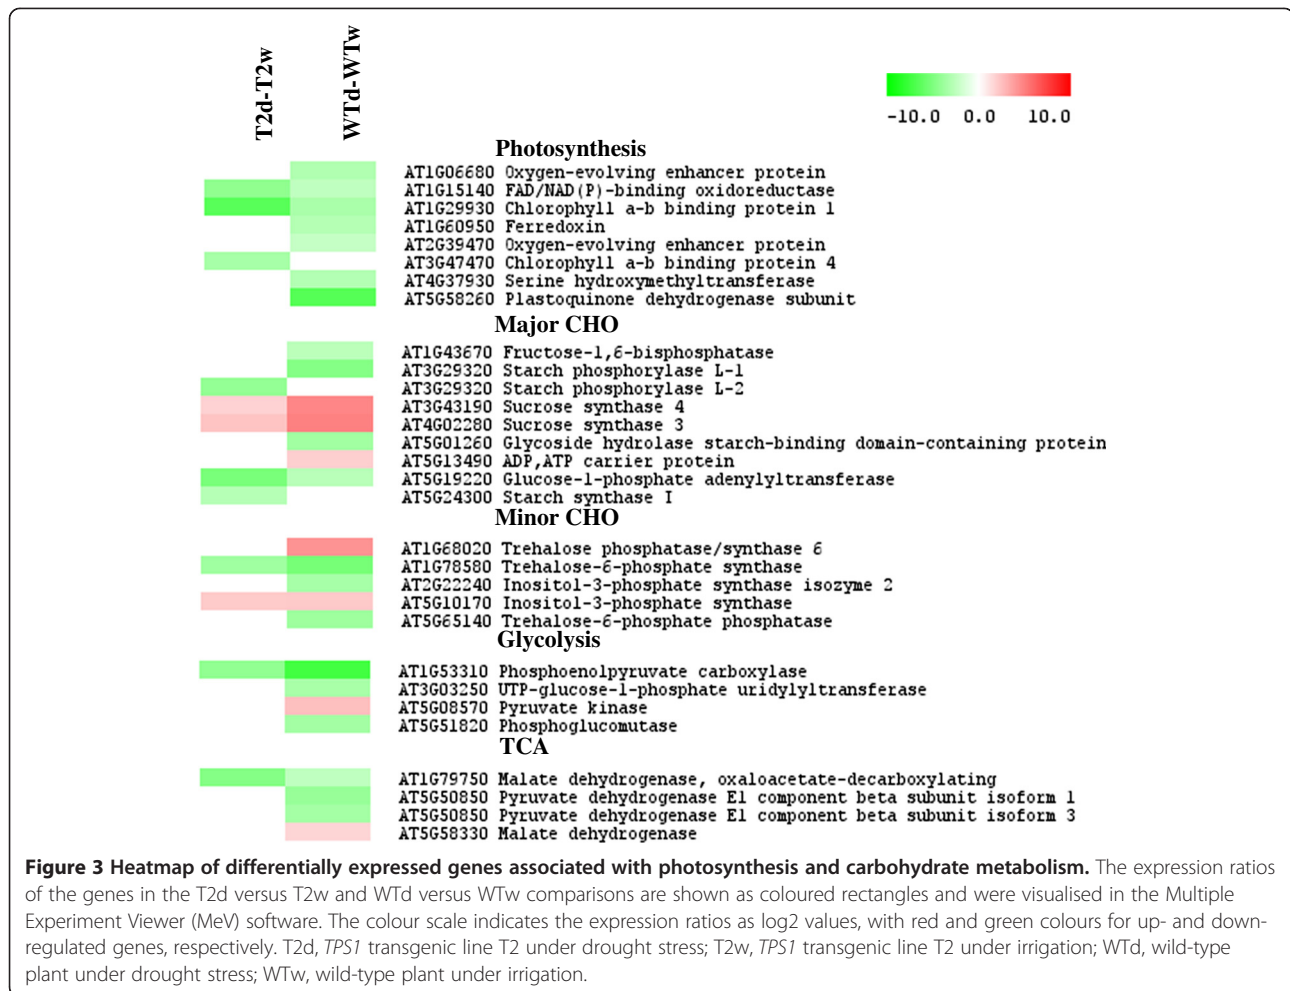 T2d-T2w
WTd-WTw
-10.0 0.0 10.0
Photosynthesis
AT1G06680 Oxygen-evolving enhancer protein
AT1G15140 FAD/NAD(P)-binding oxidoreductase
AT1G29930 Chlorophyll a-b binding protein 1
AT1G60950 Ferredoxin
AT2G39470 Oxygen-evolving enhancer protein
AT3G47470 Chlorophyll a-b binding protein 4
AT4G37930 Serine hydroxymethyltransferase
AT5G58260 Plastoquinone dehydrogenase subunit
Major CHO
AT1G43670 Fructose-1,6-bisphosphatase
AT3G29320 Starch phosphorylase L-1
AT3G29320 Starch phosphorylase L-2
AT3G43190 Sucrose synthase 4
AT4G02280 Sucrose synthase 3
AT5G01260 Glycoside hydrolase starch-binding domain-containing protein
AT5G13490 ADP,ATP carrier protein
AT5G19220 Glucose-1-phosphate adenylyltransferase
AT5G24300 Starch synthase I
Minor CHO
AT1G68020 Trehalose phosphatase/synthase 6
AT1G78580 Trehalose-6-phosphate synthase
AT2G22240 Inositol-3-phosphate synthase isozyme 2
AT5G10170 Inositol-3-phosphate synthase
AT5G65140 Trehalose-6-phosphate phosphatase
Glycolysis
AT1G53310 Phosphoenolpyruvate carboxylase
AT3G03250 UTP-glucose-1-phosphate uridylyltransferase
AT5G08570 Pyruvate kinase
AT5G51820 Phosphoglucomutase
TCA
AT1G79750 Malate dehydrogenase, oxaloacetate-decarboxylating
AT5G50850 Pyruvate dehydrogenase E1 component beta subunit isoform 1
AT5G50850 Pyruvate dehydrogenase E1 component beta subunit isoform 3
AT5G58330 Malate dehydrogenase
Figure 3 Heatmap of differentially expressed genes associated with photosynthesis and carbohydrate metabolism. The expression ratios
of the genes in the T2d versus T2w and WTd versus WTw comparisons are shown as coloured rectangles and were visualised in the Multiple
Experiment Viewer (MeV) software. The colour scale indicates the expression ratios as log2 values, with red and green colours for up- and down-
regulated genes, respectively. T2d, TPS1 transgenic line T2 under drought stress; T2w, TPS1 transgenic line T2 under irrigation; WTd, wild-type
plant under drought stress; WTw, wild-type plant under irrigation.